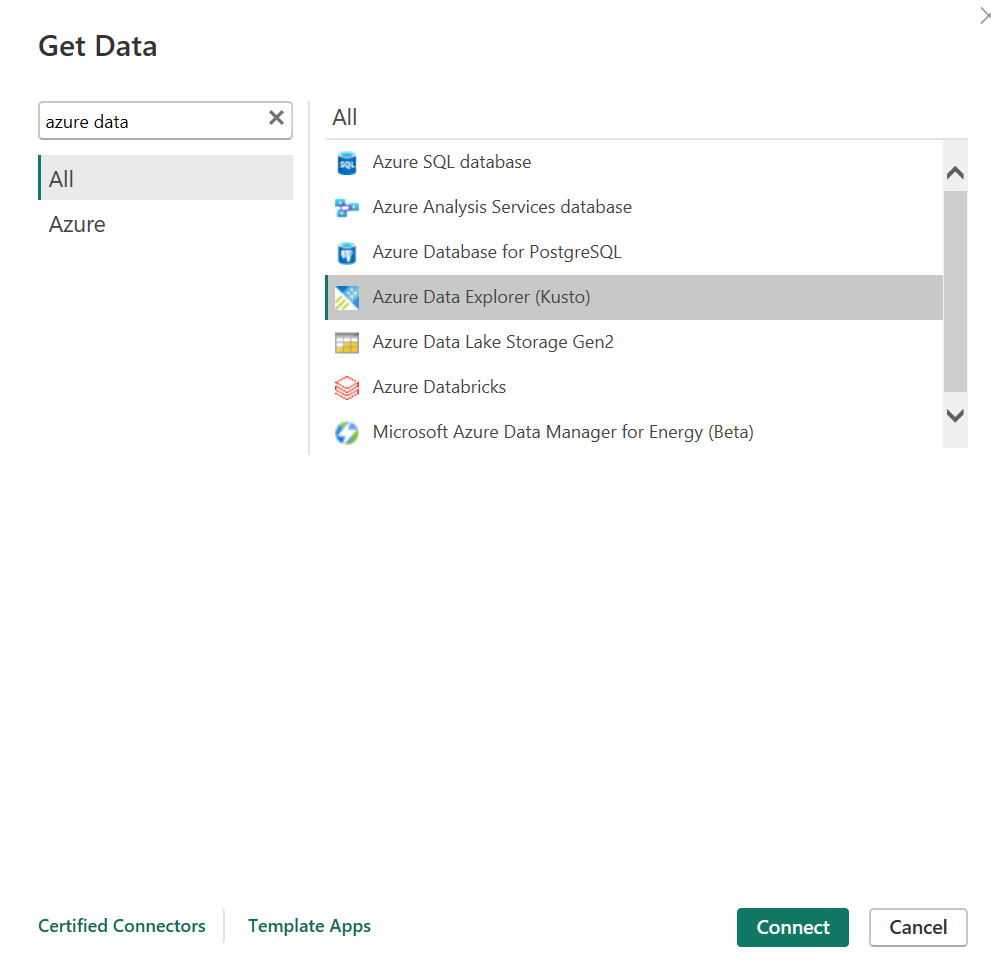 Get Data
azure data
All
Azure
All
SQL
Azure SQL database
Azure Analysis Services database
Azure Database for PostgreSQL
Azure Data Explorer (Kusto)
Azure Data Lake Storage Gen2
Azure Databricks
Microsoft Azure Data Manager for Energy (Beta)
Certified Connectors
Template Apps
Connect
Cancel